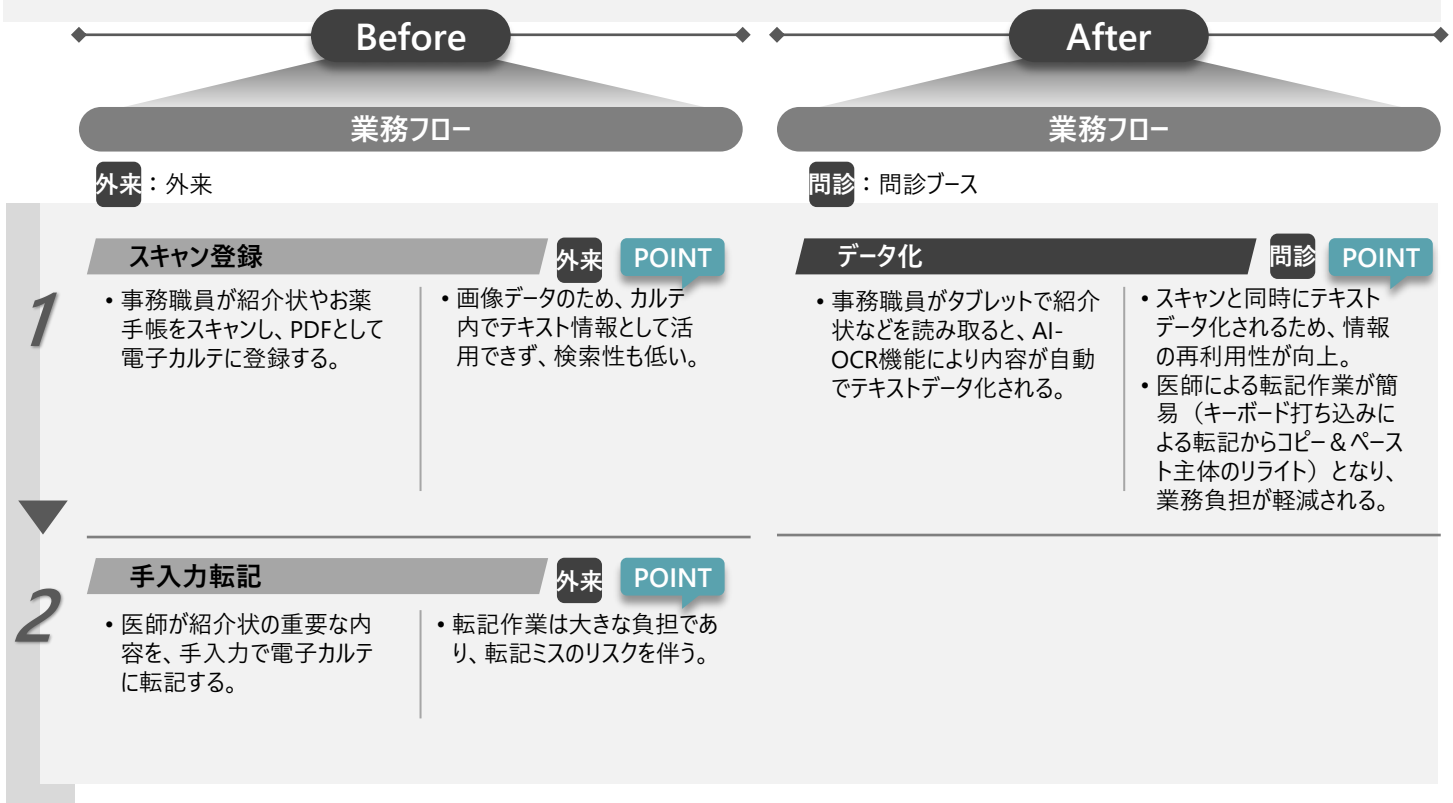 Before
業務フロー
外来：外来
1
スキャン登録
外来
POINT
• 事務職員が紹介状やお薬
手帳をスキャンし、PDFとして
電子カルテに登録する。
• 画像データのため、カルテ
内でテキスト情報として活
用できず、検索性も低い。
2
手入力転記
外来
POINT
• 医師が紹介状の重要な内
容を、手入力で電子カルテ
に転記する。
• 転記作業は大きな負担であ
り、転記ミスのリスクを伴う。
After
業務フロー
問診：問診ブース
データ化
問診
POINT
• 事務職員がタブレットで紹介
状などを読み取ると、AI-
OCR機能により内容が自動
でテキストデータ化される。
• スキャンと同時にテキスト
データ化されるため、情報
の再利用性が向上。
• 医師による転記作業が簡
易（キーボード打ち込みに
よる転記からコピー＆ペース
ト主体のリライト）となり、
業務負担が軽減される。